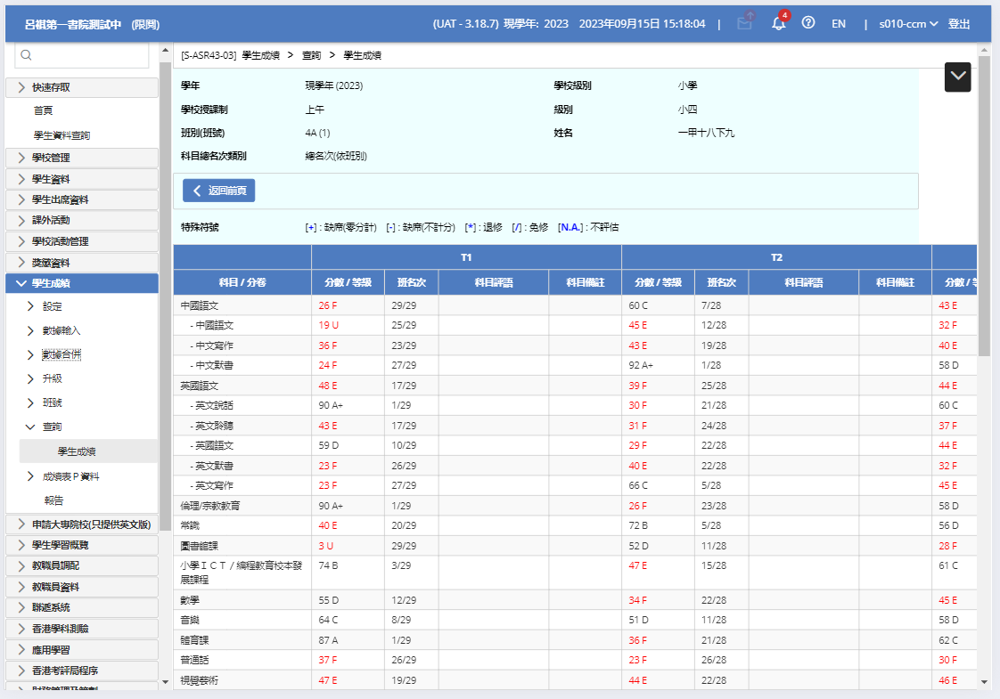 呂祺第一書院測試中 (限閱) (UAT - 3.18.7) 現學年: 2023 2023年09月15日 15:18:04 | 4 EN | s010-ccm 登出
快速存取
首頁
學生資料查詢
學校管理
學生資料
學生出席資料
課外活動
學校活動管理
獎懲資料
學生成績
設定
數據輸入
數據合併
升級
班號
查詢
學生成績
成績表 P 資料
報告
申請大專院校(只提供英文版)
學生學習概覽
教職員調配
教職員資料
聯遞系統
香港學科測驗
應用學習
香港考評局程序
財務管理及策劃
[S-ASR43-03] 學生成績 > 查詢 > 學生成績
學年 現學年 (2023) 學校級別 小學
學校授課制 上午 級別 小四
班別(班號) 4A (1) 姓名 一甲十八下九
科目總名次類別 總名次(依班別)
返回前頁
特殊符號 [+] : 缺席(零分計) [-] : 缺席(不計分) [*] : 退修 [/] : 免修 [N.A.] : 不評估
T1 T2
科目 / 分卷 分數 / 等級 班名次 科目評語 科目備註 分數 / 等級 班名次 科目評語 科目備註 分數 / 等
中國語文 26 F 29/29 60 C 7/28 43 E
- 中國語文 19 U 25/29 45 E 12/28 32 F
- 中文寫作 36 F 23/29 43 E 19/28 40 E
- 中文默書 24 F 27/29 92 A+ 1/28 58 D
英國語文 48 E 17/29 39 F 25/28 44 E
- 英文說話 90 A+ 1/29 30 F 21/28 60 C
- 英文聆聽 43 E 17/29 31 F 24/28 37 F
- 英國語文 59 D 10/29 29 F 22/28 44 E
- 英文默書 23 F 26/29 40 E 22/28 32 F
- 英文寫作 23 F 27/29 66 C 5/28 45 E
倫理/宗教教育 90 A+ 1/29 26 F 23/28 58 D
常識 40 E 20/29 72 B 5/28 56 D
圖書館課 3 U 29/29 52 D 11/28 28 F
小學ＩＣＴ / 編程教育校本發 74 B 3/29 47 E 15/28 61 C
展課程
數學 55 D 12/29 34 F 22/28 45 E
音樂 64 C 8/29 51 D 11/28 58 D
體育課 87 A 1/29 36 F 21/28 62 C
普通話 37 F 26/29 23 F 26/28 30 F
視覺藝術 47 E 19/29 44 E 22/28 46 E